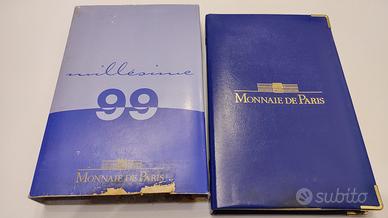 millésime
99
MONNAIE DE PARIS
MONNAIE DE PARIS
subito